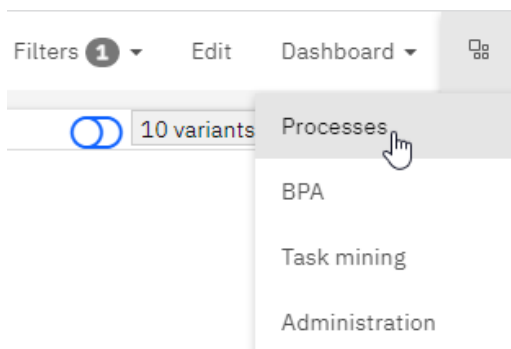 Filters 1 Edit Dashboard
10 variants Processes
BPA
Task mining
Administration